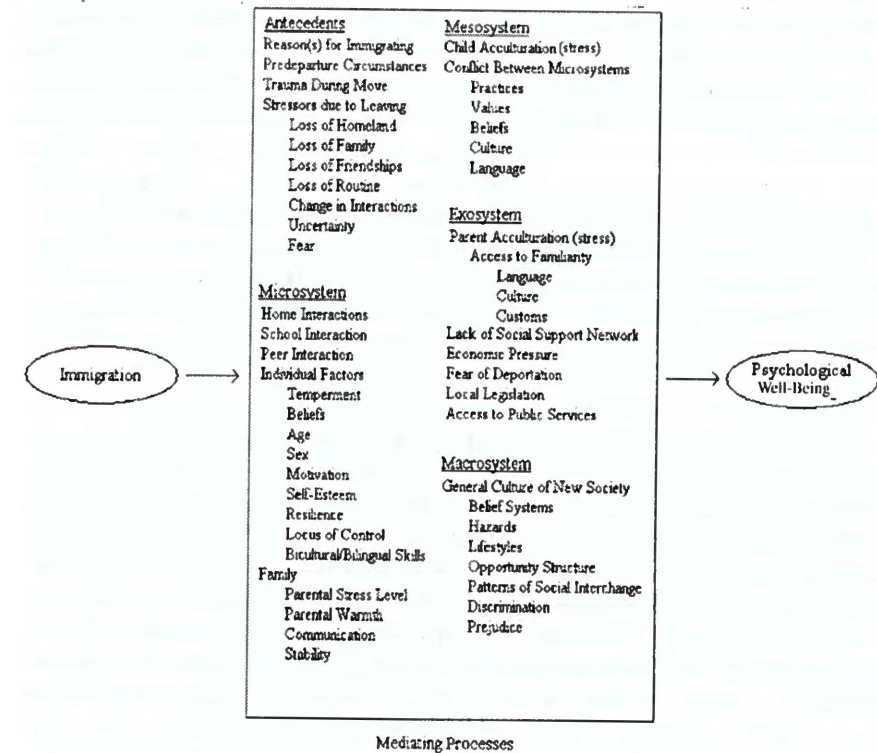 Immigration
Antecedents
Reason(s) for Immigrating
Predeparture Circumstances
Trauma During Move
Stressors due to Leaving
Loss of Homeland
Loss of Family
Loss of Friendships
Loss of Routine
Change in Interactions
Uncertainty
Fear
Microsystem
Home Interactions
School Interaction
Peer Interaction
Individual Factors
Temperment
Beliefs
Age
Sex
Motivation
Self-Esteem
Resilience
Locus of Control
Bicultural/Bilingual Skills
Family
Parental Stress Level
Parental Warmth
Communication
Stability
Mesosystem
Child Acculturation (stress)
Conflict Between Microsystems
Practices
Values
Beliefs
Culture
Language
Exosystem
Parent Acculturation (stress)
Access to Familiarity
Language
Culture
Customs
Lack of Social Support Network
Economic Pressure
Fear of Deportation
Local Legislation
Access to Public Services
Macrosystem
General Culture of New Society
Belief Systems
Hazards
Lifestyles
Opportunity Structure
Patterns of Social Interchange
Discrimination
Prejudice
Psychological
Well-Being
Mediating Processes